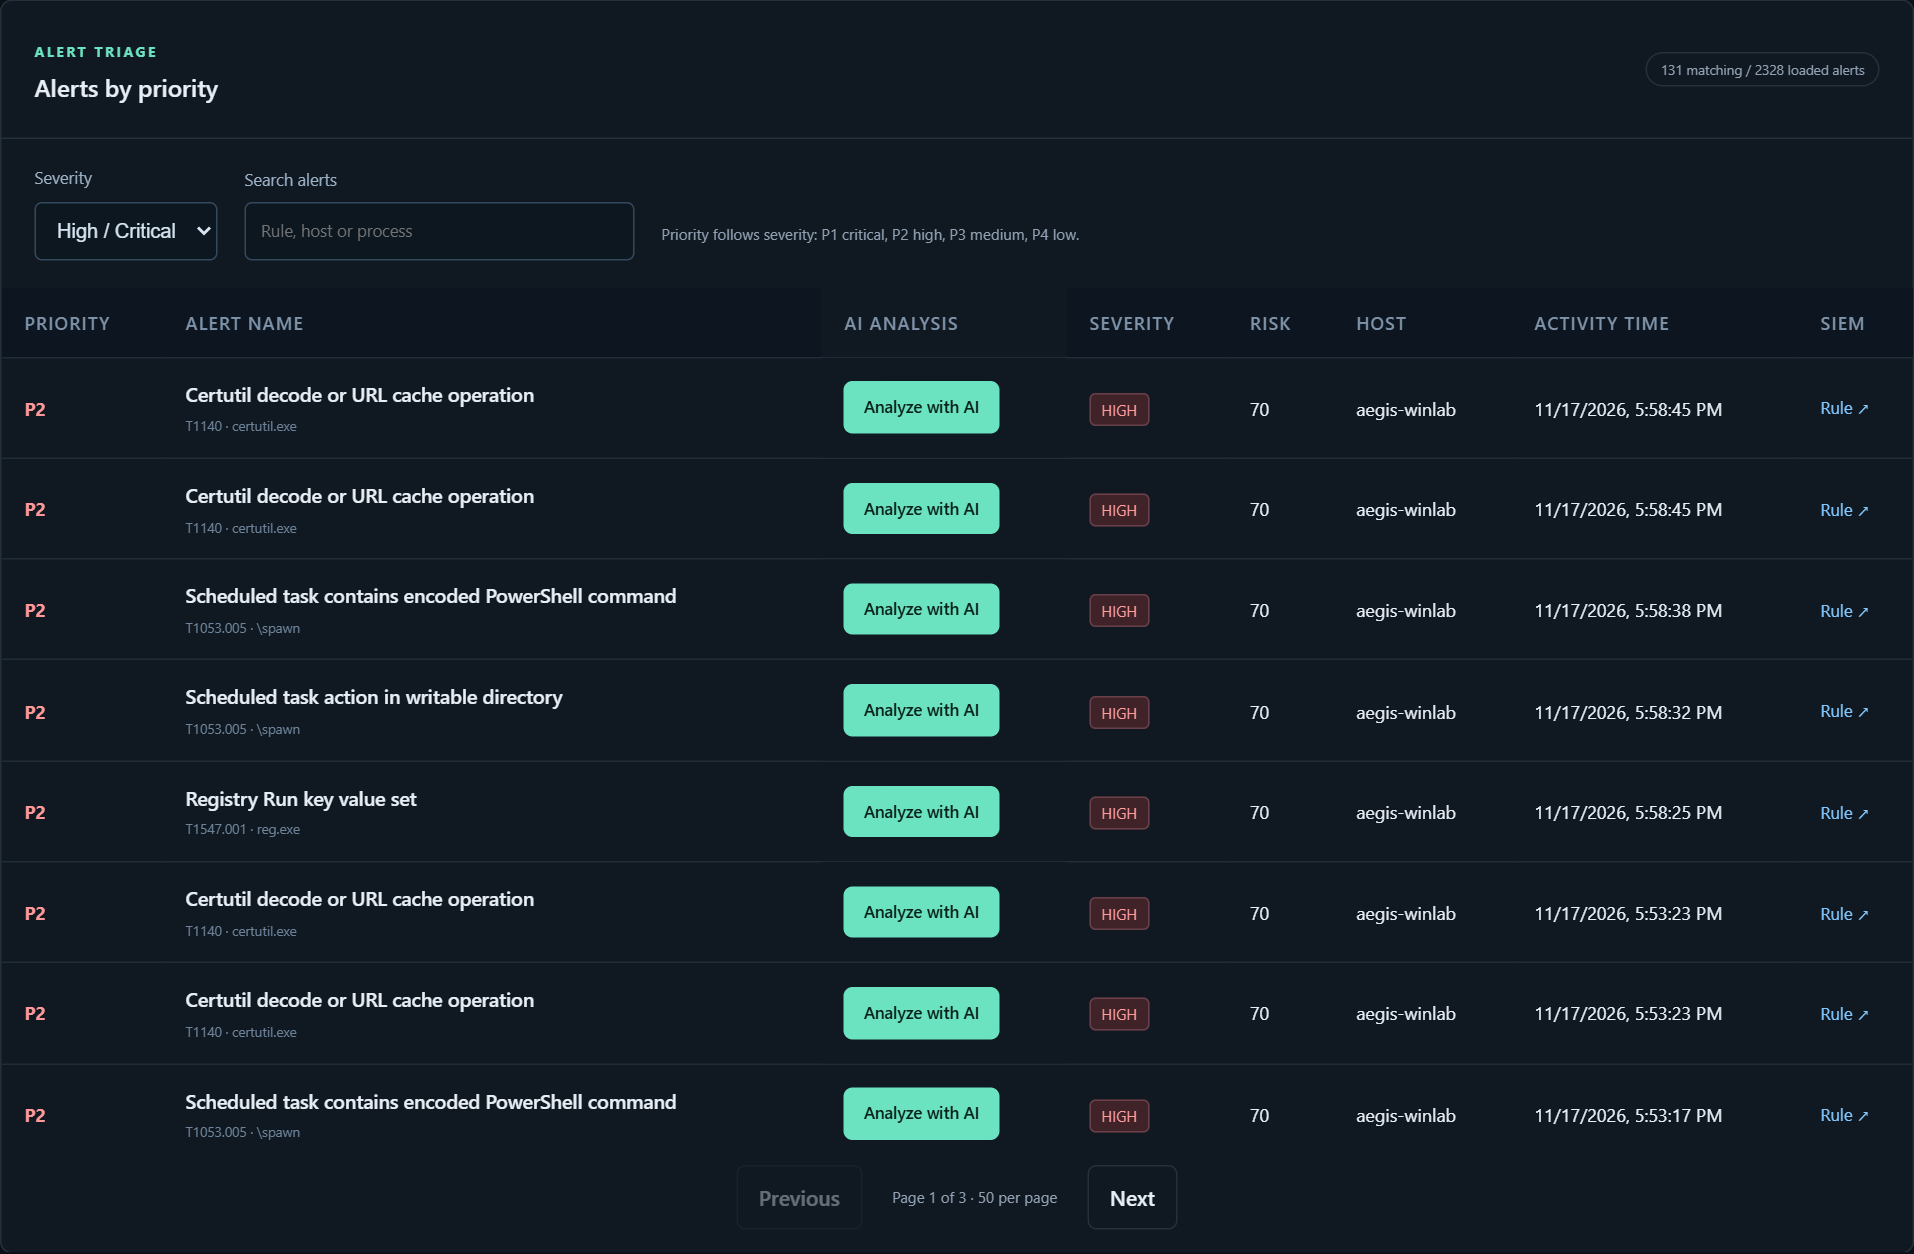 ALERT TRIAGE
Alerts by priority
131 matching / 2328 loaded alerts
Severity
Search alerts
High / Critical
Rule, host or process
Priority follows severity: P1 critical, P2 high, P3 medium, P4 low.
PRIORITY ALERT NAME AI ANALYSIS SEVERITY RISK HOST ACTIVITY TIME SIEM
P2 Certutil decode or URL cache operation Analyze with AI HIGH 70 aegis-winlab 11/17/2026, 5:58:45 PM Rule ↗
T1140 · certutil.exe
P2 Certutil decode or URL cache operation Analyze with AI HIGH 70 aegis-winlab 11/17/2026, 5:58:45 PM Rule ↗
T1140 · certutil.exe
P2 Scheduled task contains encoded PowerShell command Analyze with AI HIGH 70 aegis-winlab 11/17/2026, 5:58:38 PM Rule ↗
T1053.005 · \spawn
P2 Scheduled task action in writable directory Analyze with AI HIGH 70 aegis-winlab 11/17/2026, 5:58:32 PM Rule ↗
T1053.005 · \spawn
P2 Registry Run key value set Analyze with AI HIGH 70 aegis-winlab 11/17/2026, 5:58:25 PM Rule ↗
T1547.001 · reg.exe
P2 Certutil decode or URL cache operation Analyze with AI HIGH 70 aegis-winlab 11/17/2026, 5:53:23 PM Rule ↗
T1140 · certutil.exe
P2 Certutil decode or URL cache operation Analyze with AI HIGH 70 aegis-winlab 11/17/2026, 5:53:23 PM Rule ↗
T1140 · certutil.exe
P2 Scheduled task contains encoded PowerShell command Analyze with AI HIGH 70 aegis-winlab 11/17/2026, 5:53:17 PM Rule ↗
T1053.005 · \spawn
Previous Page 1 of 3 · 50 per page Next